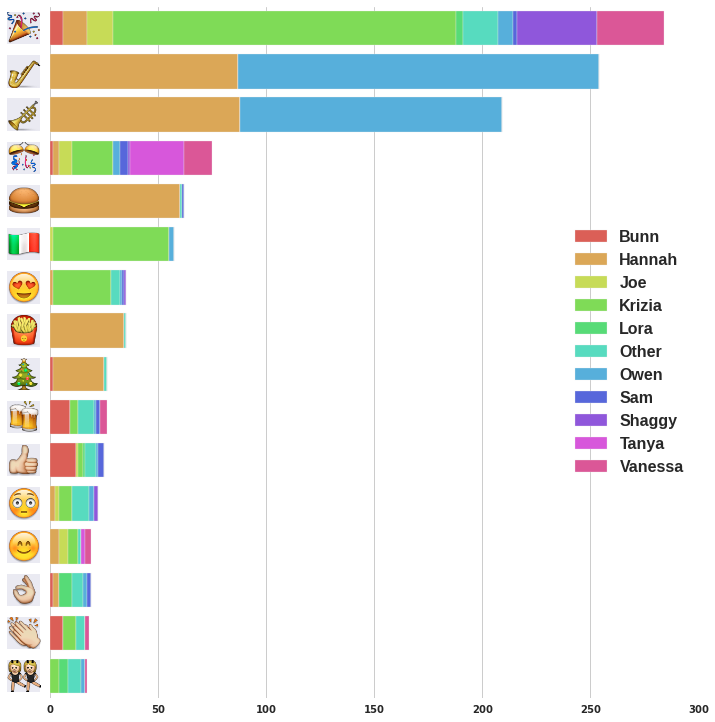 Bunn
Hannah
Joe
Krizia
Lora
Other
Owen
Sam
Shaggy
Tanya
Vanessa
0 50 100 150 200 250 300